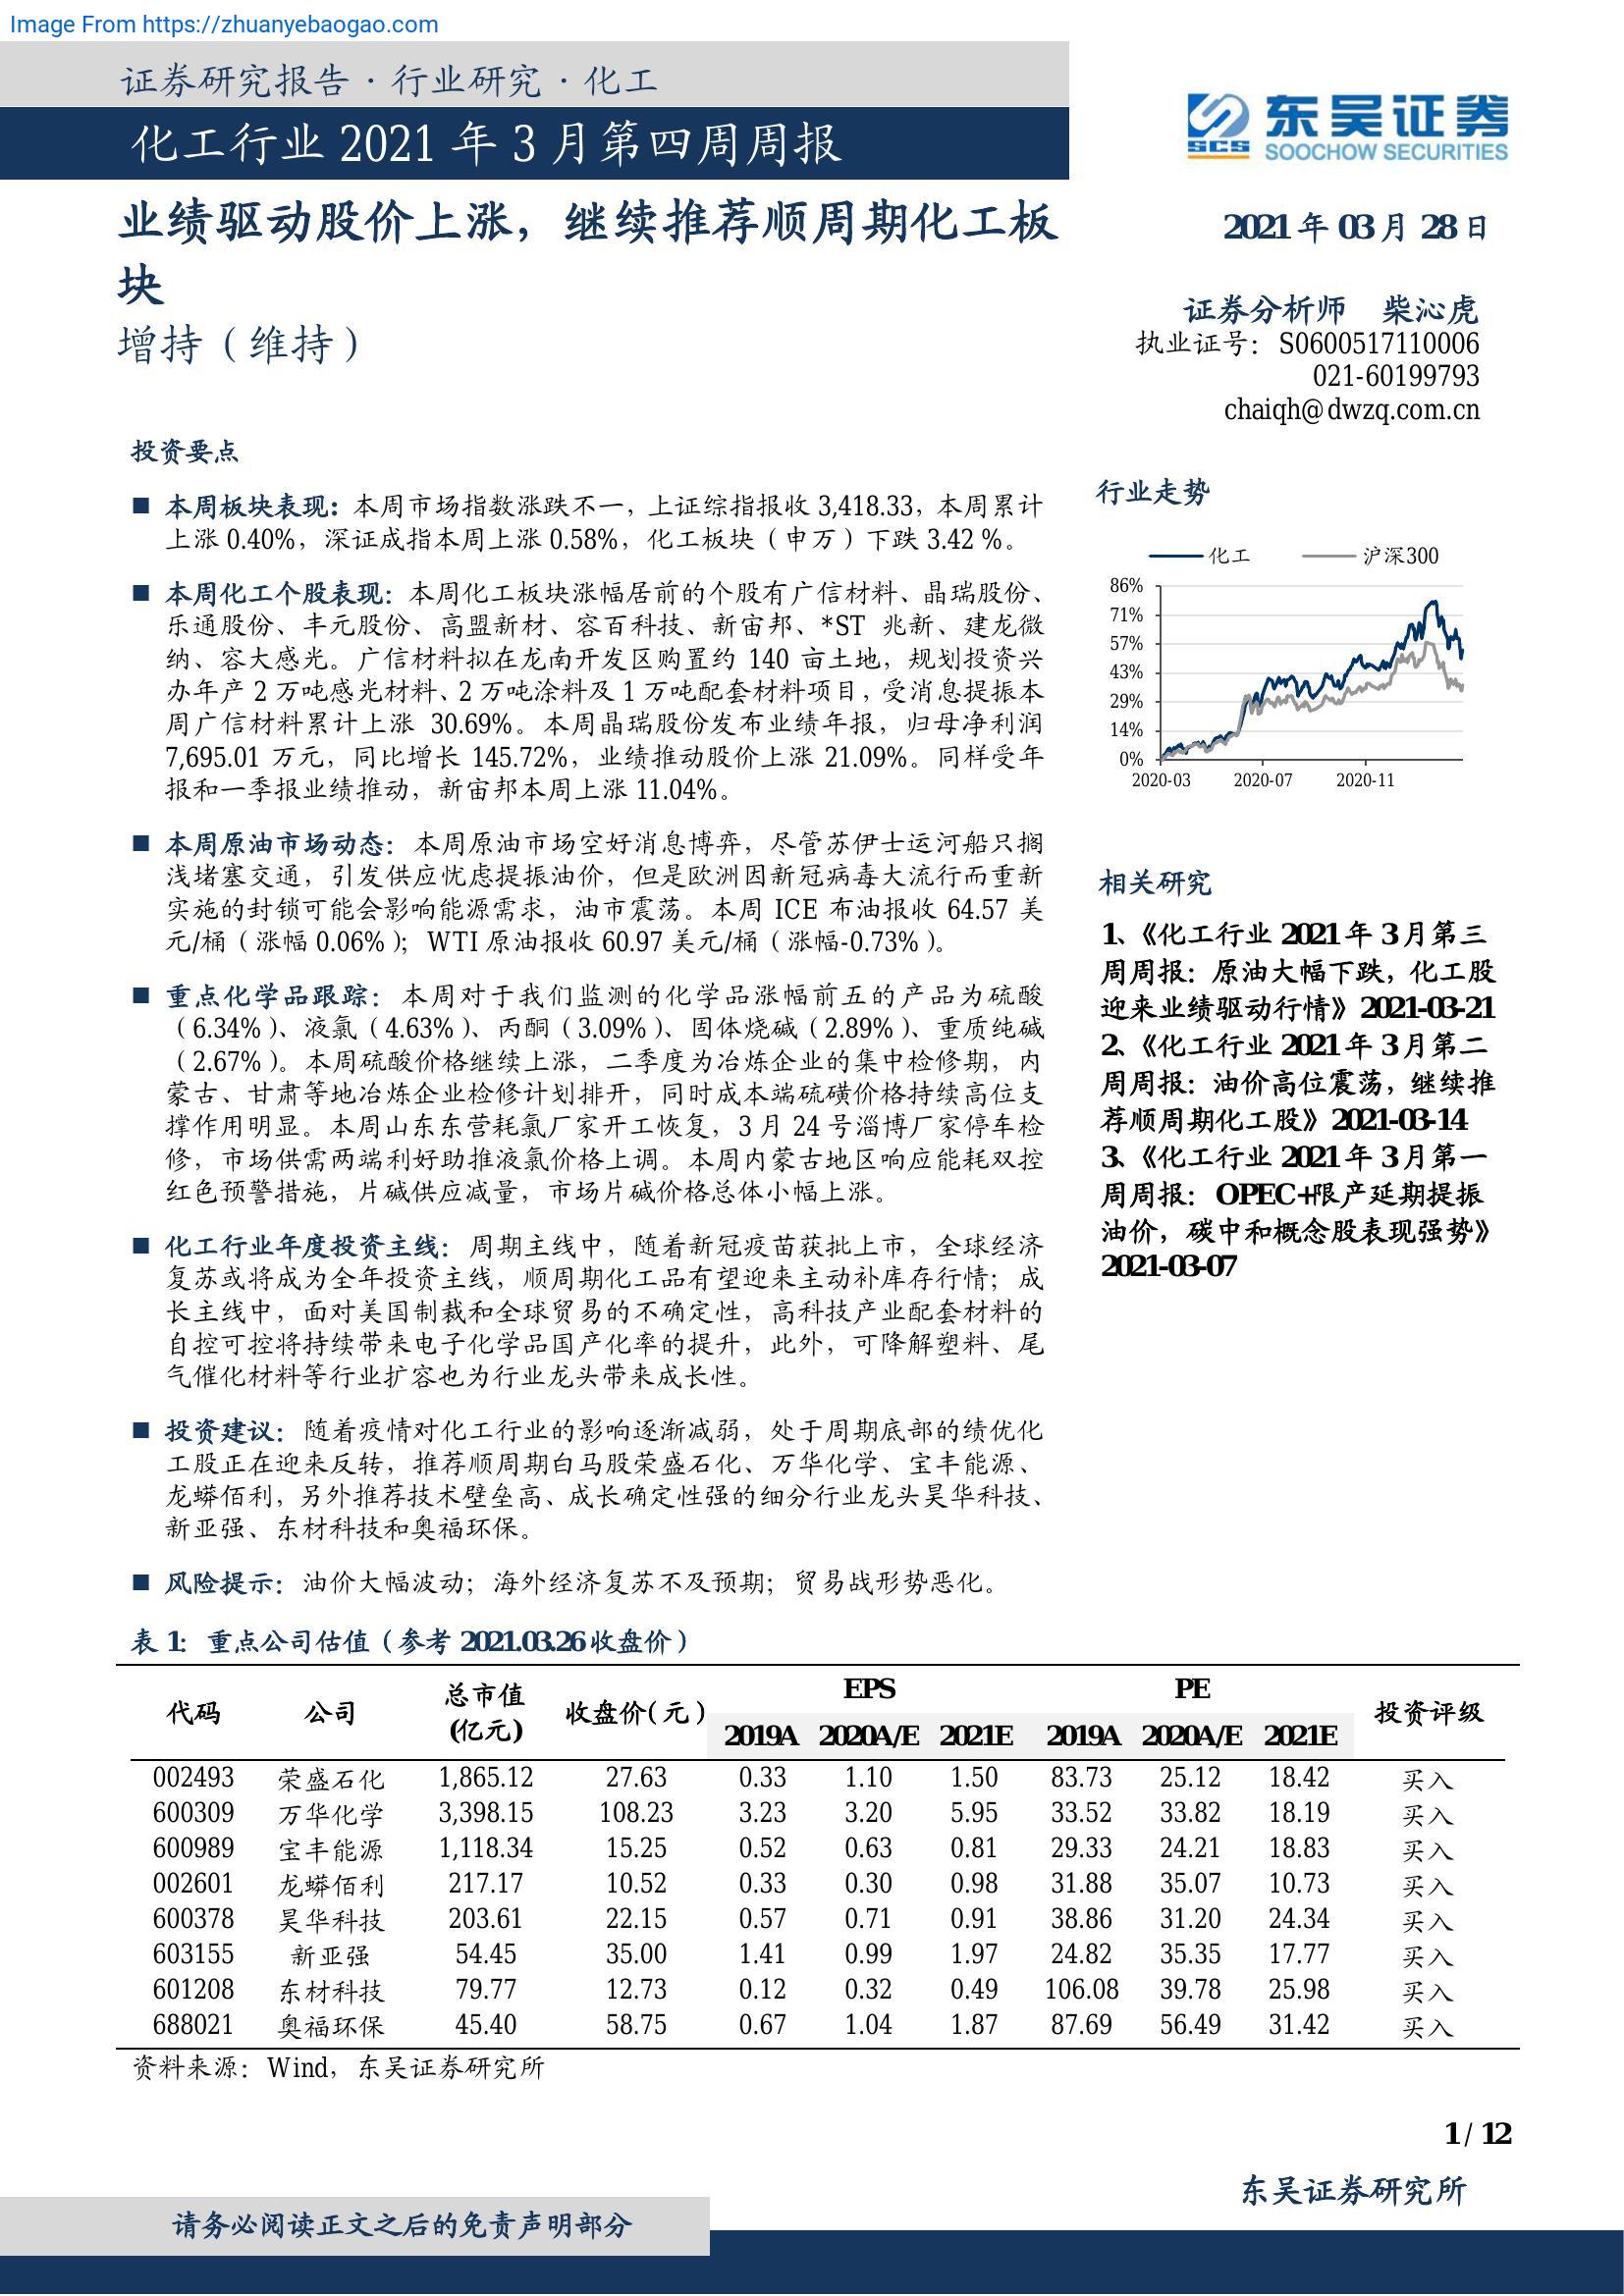 Image From https://zhuanyebaogao.com
证券研究报告·行业研究·化工
化工行业 2021 年 3 月第四周周报
东吴证券
SCS
SOOCHOW SECURITIES
业绩驱动股价上涨，继续推荐顺周期化工板
块
增持（维持）
2021 年 03 月 28 日
证券分析师 柴沁虎
执业证号：S0600517110006
021-60199793
chaiqh@dwzq.com.cn
投资要点
■ 本周板块表现：本周市场指数涨跌不一，上证综指报收 3,418.33，本周累计
上涨 0.40%，深证成指本周上涨 0.58%，化工板块（申万）下跌 3.42 %。
■ 本周化工个股表现：本周化工板块涨幅居前的个股有广信材料、晶瑞股份、
乐通股份、丰元股份、高盟新材、容百科技、新宙邦、*ST 兆新、建龙微
纳、容大感光。广信材料拟在龙南开发区购置约 140 亩土地，规划投资兴
办年产 2 万吨感光材料、2 万吨涂料及 1 万吨配套材料项目，受消息提振本
周广信材料累计上涨 30.69%。本周晶瑞股份发布业绩年报，归母净利润
7,695.01 万元，同比增长 145.72%，业绩推动股价上涨 21.09%。同样受年
报和一季报业绩推动，新宙邦本周上涨 11.04%。
■ 本周原油市场动态：本周原油市场空好消息博弈，尽管苏伊士运河船只搁
浅堵塞交通，引发供应忧虑提振油价，但是欧洲因新冠病毒大流行而重新
实施的封锁可能会影响能源需求，油市震荡。本周 ICE 布油报收 64.57 美
元/桶（涨幅 0.06%）；WTI 原油报收 60.97 美元/桶（涨幅-0.73%）。
■ 重点化学品跟踪：本周对于我们监测的化学品涨幅前五的产品为硫酸
（6.34%）、液氯（4.63%）、丙酮（3.09%）、固体烧碱（2.89%）、重质纯碱
（2.67%）。本周硫酸价格继续上涨，二季度为冶炼企业的集中检修期，内
蒙古、甘肃等地冶炼企业检修计划排开，同时成本端硫磺价格持续高位支
撑作用明显。本周山东东营耗氯厂家开工恢复，3 月 24 号淄博厂家停车检
修，市场供需两端利好助推液氯价格上调。本周内蒙古地区响应能耗双控
红色预警措施，片碱供应减量，市场片碱价格总体小幅上涨。
■ 化工行业年度投资主线：周期主线中，随着新冠疫苗获批上市，全球经济
复苏或将成为全年投资主线，顺周期化工品有望迎来主动补库存行情；成
长主线中，面对美国制裁和全球贸易的不确定性，高科技产业配套材料的
自控可控将持续带来电子化学品国产化率的提升，此外，可降解塑料、尾
气催化材料等行业扩容也为行业龙头带来成长性。
■ 投资建议：随着疫情对化工行业的影响逐渐减弱，处于周期底部的绩优化
工股正在迎来反转，推荐顺周期白马股荣盛石化、万华化学、宝丰能源、
龙蟒佰利，另外推荐技术壁垒高、成长确定性强的细分行业龙头昊华科技、
新亚强、东材科技和奥福环保。
■ 风险提示：油价大幅波动；海外经济复苏不及预期；贸易战形势恶化。
行业走势
化工 沪深300
86%
71%
57%
43%
29%
14%
0%
2020-03 2020-07 2020-11
相关研究
1、《化工行业 2021 年 3 月第三
周周报：原油大幅下跌，化工股
迎来业绩驱动行情》2021-03-21
2、《化工行业 2021 年 3 月第二
周周报：油价高位震荡，继续推
荐顺周期化工股》2021-03-14
3、《化工行业 2021 年 3 月第一
周周报：OPEC+限产延期提振
油价，碳中和概念股表现强势》
2021-03-07
表 1：重点公司估值（参考 2021.03.26 收盘价）
代码 公司 总市值(亿元) 收盘价(元) EPS PE 投资评级
2019A 2020A/E 2021E 2019A 2020A/E 2021E
002493 荣盛石化 1,865.12 27.63 0.33 1.10 1.50 83.73 25.12 18.42 买入
600309 万华化学 3,398.15 108.23 3.23 3.20 5.95 33.52 33.82 18.19 买入
600989 宝丰能源 1,118.34 15.25 0.52 0.63 0.81 29.33 24.21 18.83 买入
002601 龙蟒佰利 217.17 10.52 0.33 0.30 0.98 31.88 35.07 10.73 买入
600378 昊华科技 203.61 22.15 0.57 0.71 0.91 38.86 31.20 24.34 买入
603155 新亚强 54.45 35.00 1.41 0.99 1.97 24.82 35.35 17.77 买入
601208 东材科技 79.77 12.73 0.12 0.32 0.49 106.08 39.78 25.98 买入
688021 奥福环保 45.40 58.75 0.67 1.04 1.87 87.69 56.49 31.42 买入
资料来源：Wind，东吴证券研究所
1 / 12
东吴证券研究所
请务必阅读正文之后的免责声明部分